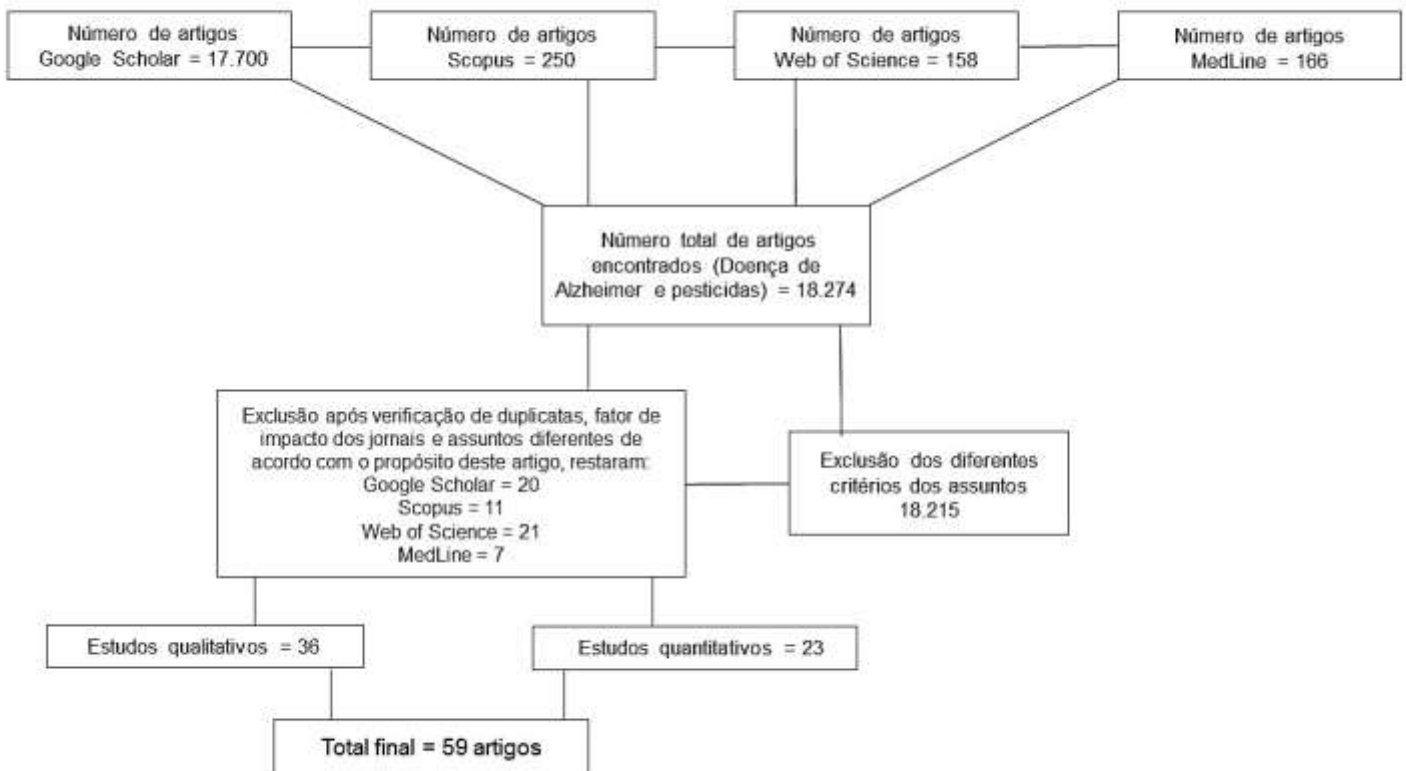 Número de artigos
Google Scholar = 17.700
Número de artigos
Scopus = 250
Número de artigos
Web of Science = 158
Número de artigos
MedLine = 166
Número total de artigos
encontrados (Doença de
Alzheimer e pesticidas) = 18.274
Exclusão após verificação de duplicatas, fator de
impacto dos jornais e assuntos diferentes de
acordo com o propósito deste artigo, restaram:
Google Scholar = 20
Scopus = 11
Web of Science = 21
MedLine = 7
Exclusão dos diferentes
critérios dos assuntos
18.215
Estudos qualitativos = 36
Estudos quantitativos = 23
Total final = 59 artigos